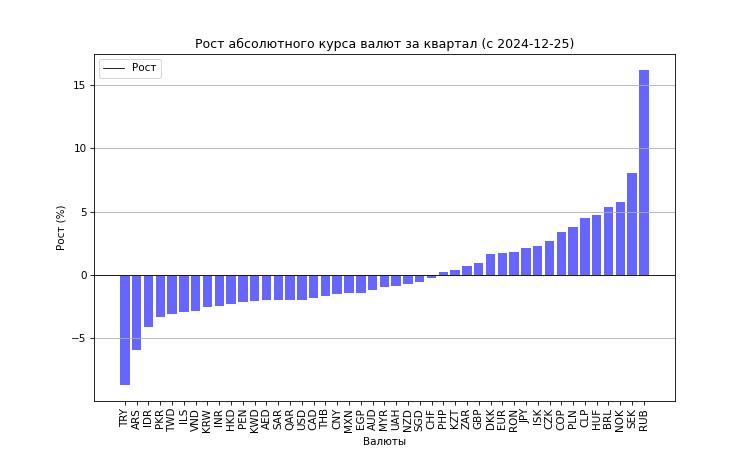 Рост абсолютного курса валют за квартал (с 2024-12-25)
Рост
15
10
5
0
−5
Рост (%)
TRY ARS IDR PKR TWD ILS VND KRW INR HKD PEN KWD AED SAR QAR USD CAD THB CNY MXN EGP AUD MYR UAH NZD SGD CHF PHP KZT ZAR GBP DKK EUR RON JPY ISK CZK COP PLN CLP HUF BRL NOK SEK RUB
Валюты